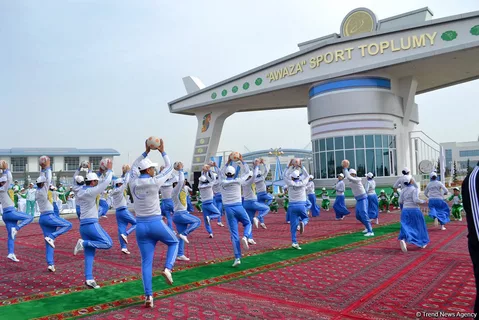 "AWAZA" SPORT TOPLUMY
© Trend News Agency